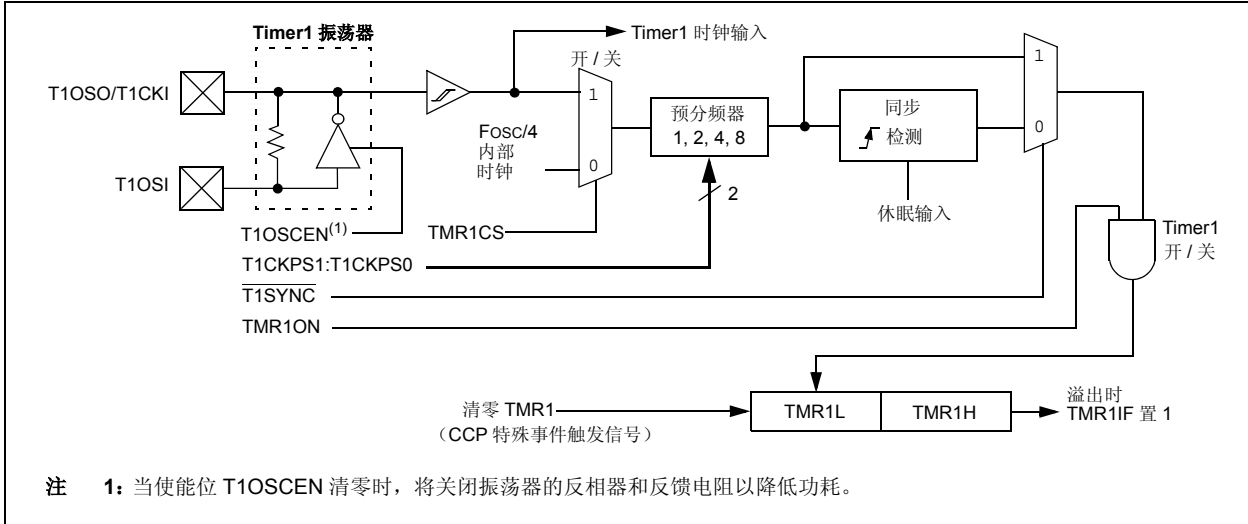 Timer1 振荡器
Timer1 时钟输入
开 / 关
T1OSO/T1CKI
1
1
预分频器
1, 2, 4, 8
同步
检测
FOSC/4
内部
时钟
0
0
T1OSI
2
休眠输入
T1OSCEN(1)
TMR1CS
Timer1
开 / 关
T1CKPS1:T1CKPS0
T1SYNC
TMR1ON
清零 TMR1
(CCP 特殊事件触发信号)
TMR1L
TMR1H
溢出时
TMR1IF 置 1
注 1: 当使能位 T1OSCEN 清零时,将关闭振荡器的反相器和反馈电阻以降低功耗。